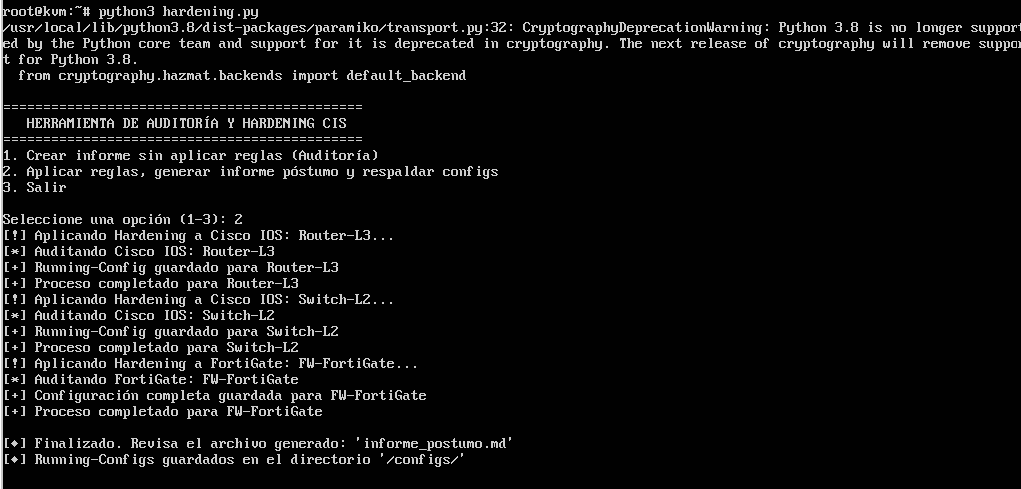 root@kvm:~# python3 hardening.py
/usr/local/lib/python3.8/dist-packages/paramiko/transport.py:32: CryptographyDeprecationWarning: Python 3.8 is no longer support
ed by the Python core team and support for it is deprecated in cryptography. The next release of cryptography will remove suppor
t for Python 3.8.
  from cryptography.hazmat.backends import default_backend

=============================================
   HERRAMIENTA DE AUDITORÍA Y HARDENING CIS
=============================================
1. Crear informe sin aplicar reglas (Auditoría)
2. Aplicar reglas, generar informe póstumo y respaldar configs
3. Salir

Seleccione una opción (1-3): 2
[!] Aplicando Hardening a Cisco IOS: Router-L3...
[*] Auditando Cisco IOS: Router-L3
[+] Running-Config guardado para Router-L3
[+] Proceso completado para Router-L3
[!] Aplicando Hardening a Cisco IOS: Switch-L2...
[*] Auditando Cisco IOS: Switch-L2
[+] Running-Config guardado para Switch-L2
[+] Proceso completado para Switch-L2
[!] Aplicando Hardening a FortiGate: FW-FortiGate...
[*] Auditando FortiGate: FW-FortiGate
[+] Configuración completa guardada para FW-FortiGate
[+] Proceso completado para FW-FortiGate

[♦] Finalizado. Revisa el archivo generado: 'informe_postumo.md'
[♦] Running-Configs guardados en el directorio '/configs/'